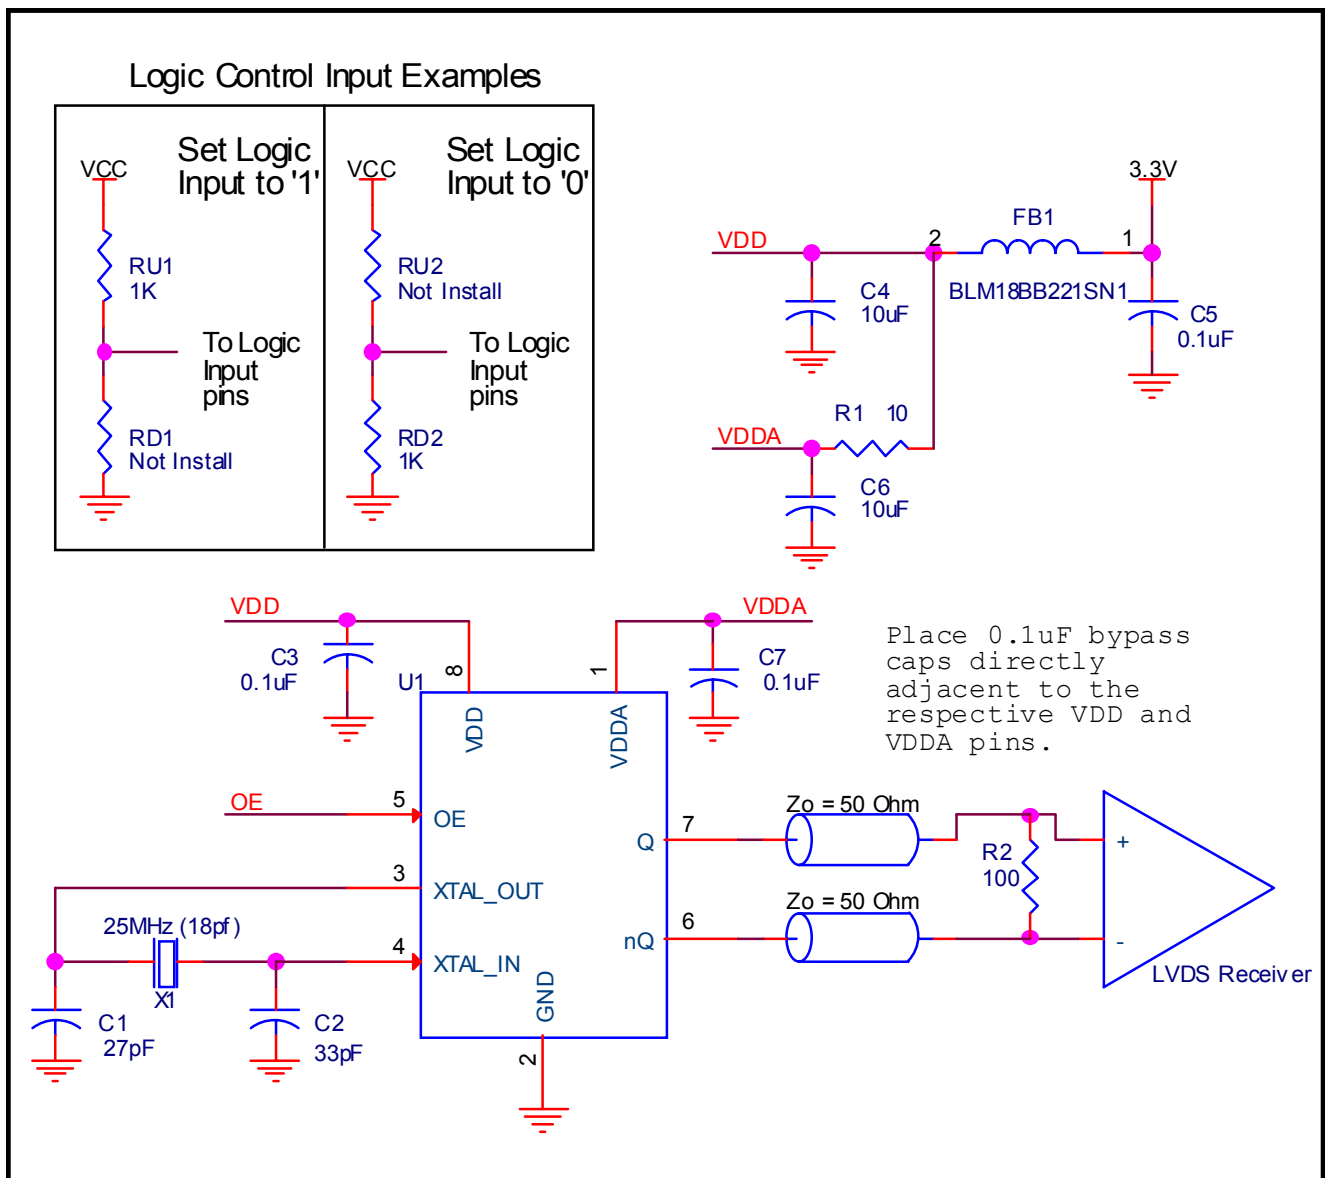 Logic Control Input Examples
Set Logic
Input to '1'
VCC
RU1
1K
To Logic
Input
pins
RD1
Not Install
Set Logic
Input to '0'
VCC
RU2
Not Install
To Logic
Input
pins
RD2
1K
3.3V
VDD
2
FB1
1
BLM18BB221SN1
C4
10uF
C5
0.1uF
R1 10
VDDA
C6
10uF
VDD
VDDA
C3
0.1uF
U1
8
1
C7
0.1uF
VDD
VDDA
Place 0.1uF bypass
caps directly
adjacent to the
respective VDD and
VDDA pins.
OE
5
OE
Zo = 50 Ohm
7
Q
R2
100
+
3
XTAL_OUT
Zo = 50 Ohm
25MHz (18pf)
X1
4
XTAL_IN
6
nQ
-
LVDS Receiver
GND
C1
27pF
C2
33pF
2